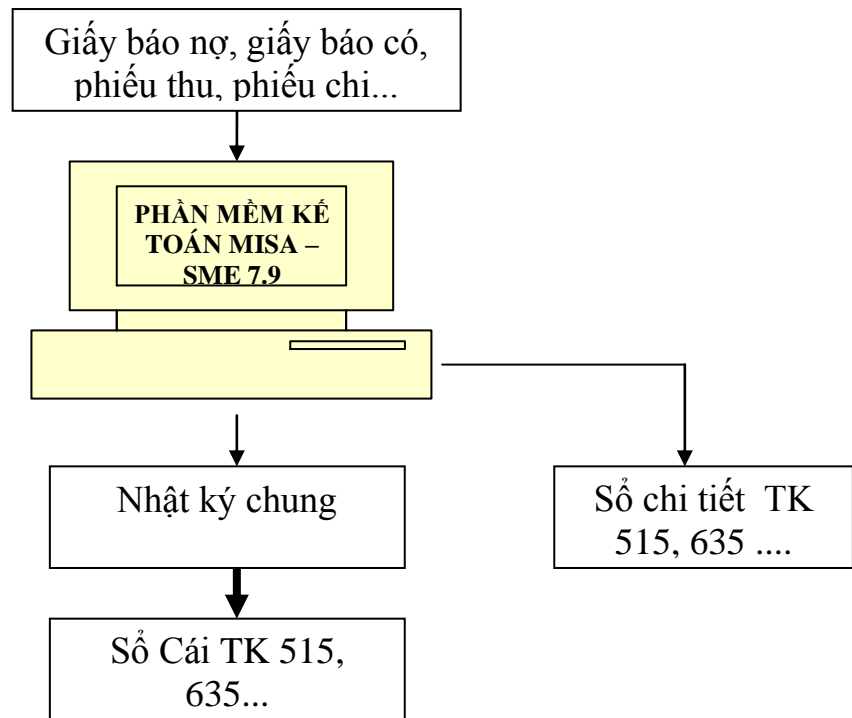 Giấy báo nợ, giấy báo có,
phiếu thu, phiếu chi...
PHẦN MỀM KẾ
TOÁN MISA –
SME 7.9
Nhật ký chung
Sổ chi tiết TK
515, 635 ....
Sổ Cái TK 515,
635...